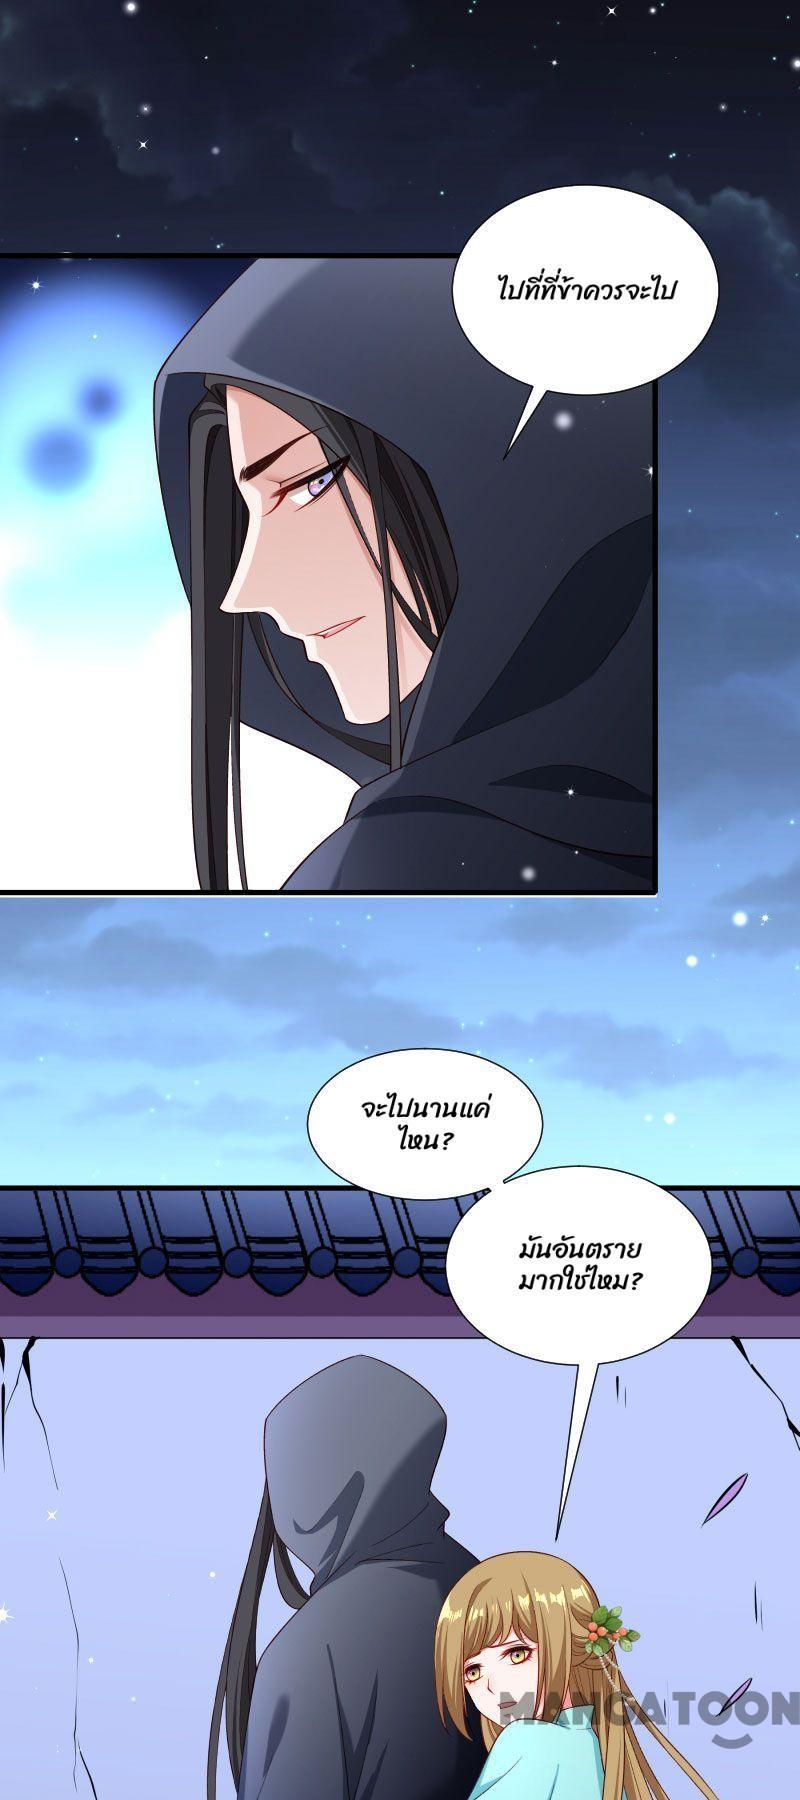 ไปที่ที่ข้าควรจะไป
จะไปนานแค่
ไหน?
มันอันตราย
มากใช่ไหม?
MANGATOON